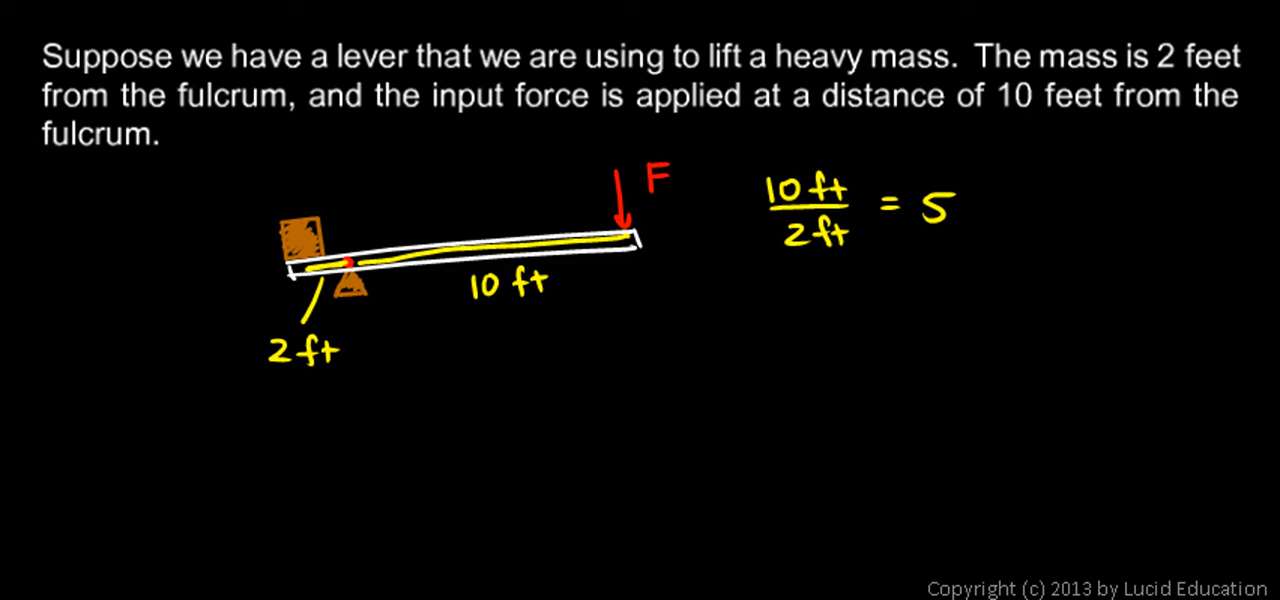 Suppose we have a lever that we are using to lift a heavy mass. The mass is 2 feet
from the fulcrum, and the input force is applied at a distance of 10 feet from the
fulcrum.
F
10 ft
2 ft
= 5
10 ft
2 ft
Copyright (c) 2013 by Lucid Education